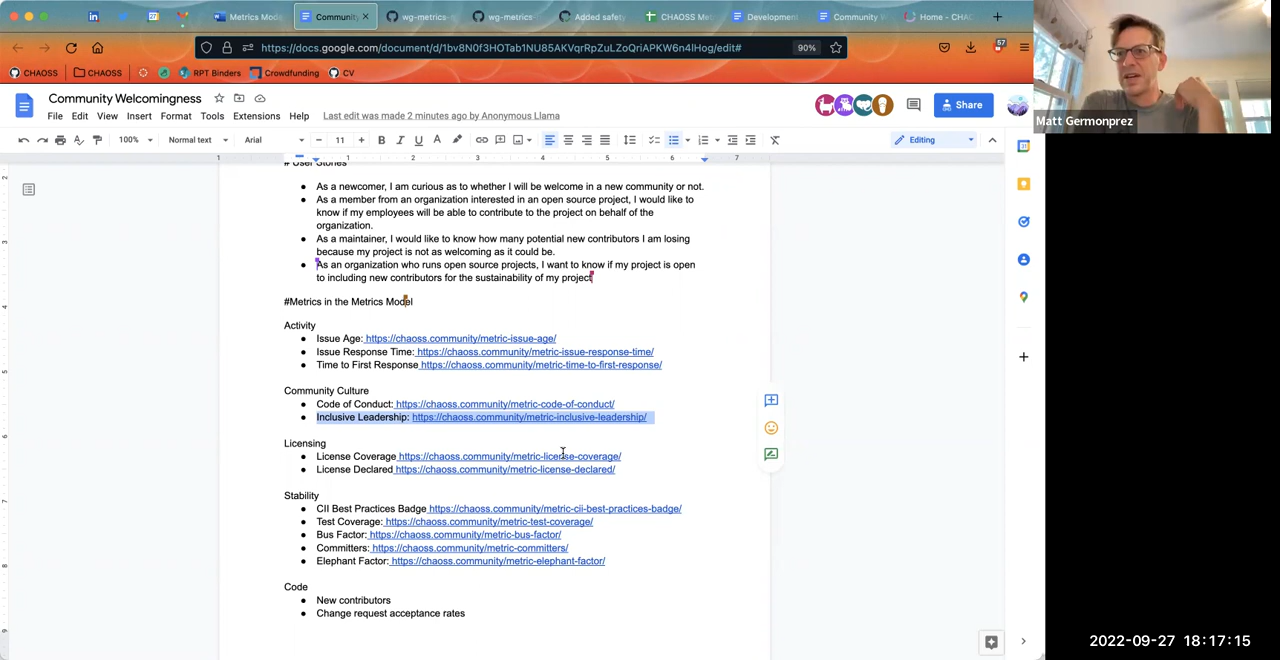 Metrics Mod
Community
wg-metrics-
wg-metrics-
Added safety
CHAOSS Me
Development
Community W
Home - CHA
https://docs.google.com/document/d/1bv8N0f3HOTab1NU85AKVqrRpZuLZoQriAPKW6n4lHog/edit#
90%
57
CHAOSS
CHAOSS
RPT Binders
Crowdfunding
CV
Community Welcomingness
File Edit View Insert Format Tools Extensions Help
Last edit was made 2 minutes ago by Anonymous Llama
Share
Matt Germonprez
100%
Normal text
Arial
11
Editing
1 1 2 3 4 5 6 7
# User Stories
● As a newcomer, I am curious as to whether I will be welcome in a new community or not.
● As a member from an organization interested in an open source project, I would like to
know if my employees will be able to contribute to the project on behalf of the
organization.
● As a maintainer, I would like to know how many potential new contributors I am losing
because my project is not as welcoming as it could be.
● As an organization who runs open source projects, I want to know if my project is open
to including new contributors for the sustainability of my project
#Metrics in the Metrics Model
Activity
● Issue Age: https://chaoss.community/metric-issue-age/
● Issue Response Time: https://chaoss.community/metric-issue-response-time/
● Time to First Response https://chaoss.community/metric-time-to-first-response/
Community Culture
● Code of Conduct: https://chaoss.community/metric-code-of-conduct/
● Inclusive Leadership: https://chaoss.community/metric-inclusive-leadership/
Licensing
● License Coverage https://chaoss.community/metric-license-coverage/
● License Declared https://chaoss.community/metric-license-declared/
Stability
● CII Best Practices Badge https://chaoss.community/metric-cii-best-practices-badge/
● Test Coverage: https://chaoss.community/metric-test-coverage/
● Bus Factor: https://chaoss.community/metric-bus-factor/
● Committers: https://chaoss.community/metric-committers/
● Elephant Factor: https://chaoss.community/metric-elephant-factor/
Code
● New contributors
● Change request acceptance rates
2022-09-27 18:17:15